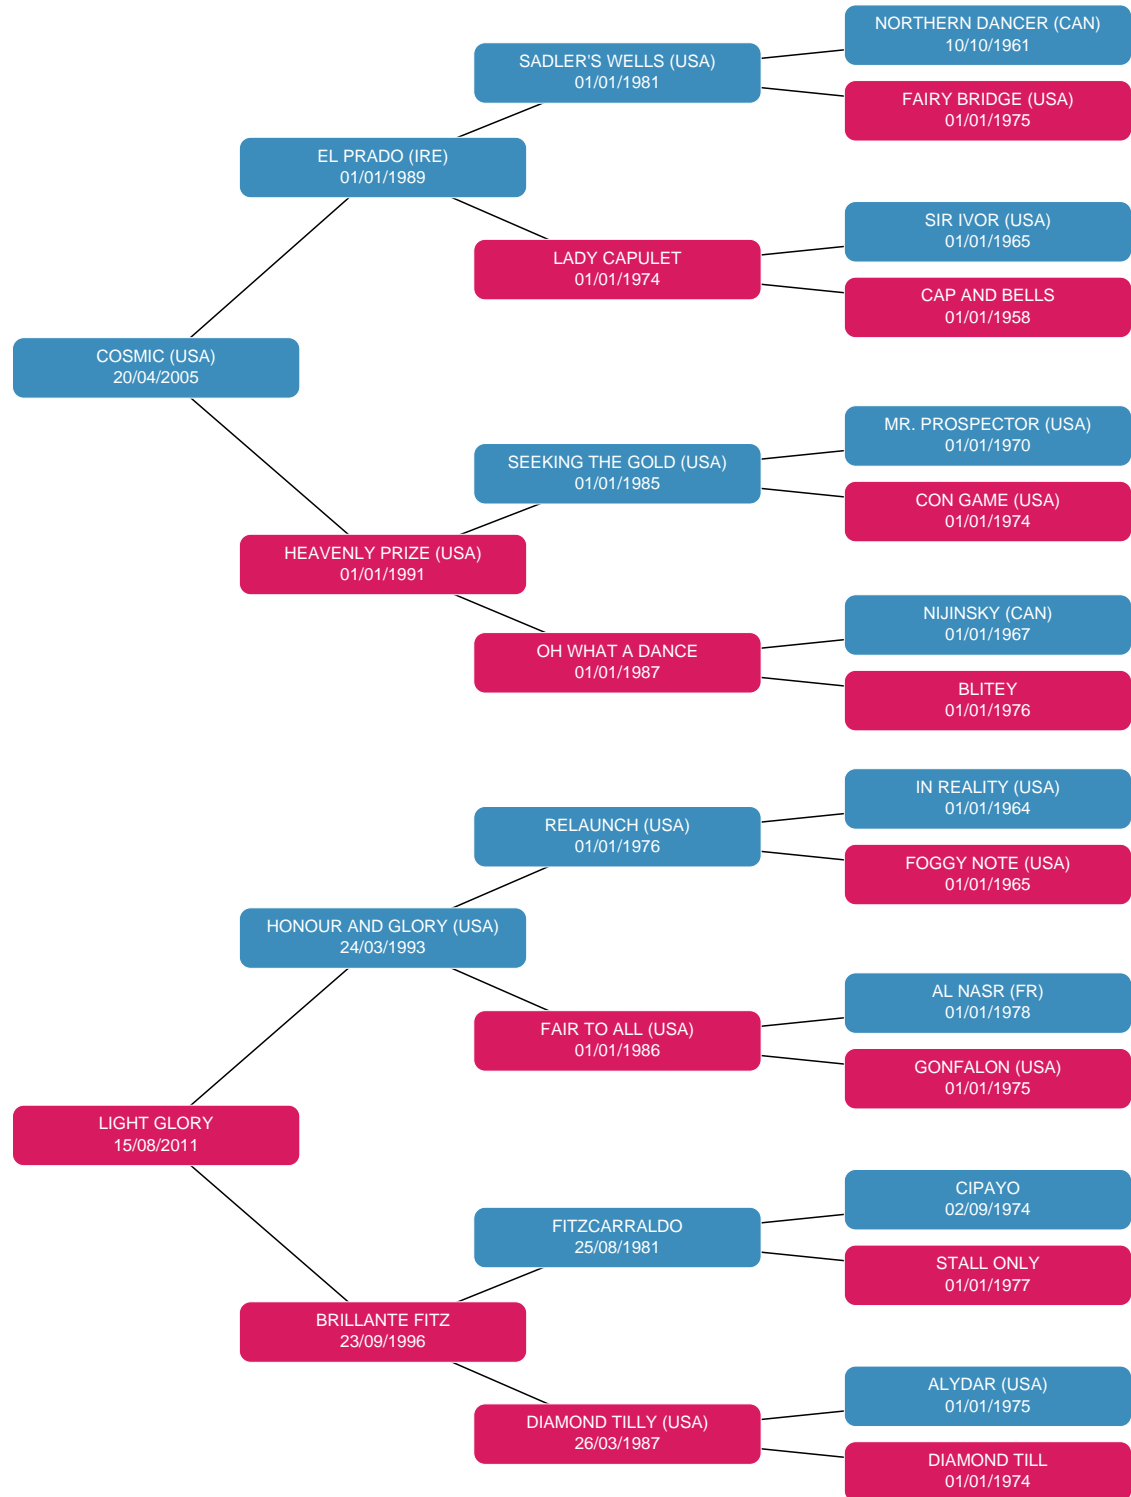 NORTHERN DANCER (CAN)
10/10/1961
SADLER'S WELLS (USA)
01/01/1981
FAIRY BRIDGE (USA)
01/01/1975
EL PRADO (IRE)
01/01/1989
SIR IVOR (USA)
01/01/1965
LADY CAPULET
01/01/1974
CAP AND BELLS
01/01/1958
COSMIC (USA)
20/04/2005
MR. PROSPECTOR (USA)
01/01/1970
SEEKING THE GOLD (USA)
01/01/1985
CON GAME (USA)
01/01/1974
HEAVENLY PRIZE (USA)
01/01/1991
NIJINSKY (CAN)
01/01/1967
OH WHAT A DANCE
01/01/1987
BLITEY
01/01/1976
IN REALITY (USA)
01/01/1964
RELAUNCH (USA)
01/01/1976
FOGGY NOTE (USA)
01/01/1965
HONOUR AND GLORY (USA)
24/03/1993
AL NASR (FR)
01/01/1978
FAIR TO ALL (USA)
01/01/1986
GONFALON (USA)
01/01/1975
LIGHT GLORY
15/08/2011
CIPAYO
02/09/1974
FITZCARRALDO
25/08/1981
STALL ONLY
01/01/1977
BRILLANTE FITZ
23/09/1996
ALYDAR (USA)
01/01/1975
DIAMOND TILLY (USA)
26/03/1987
DIAMOND TILL
01/01/1974